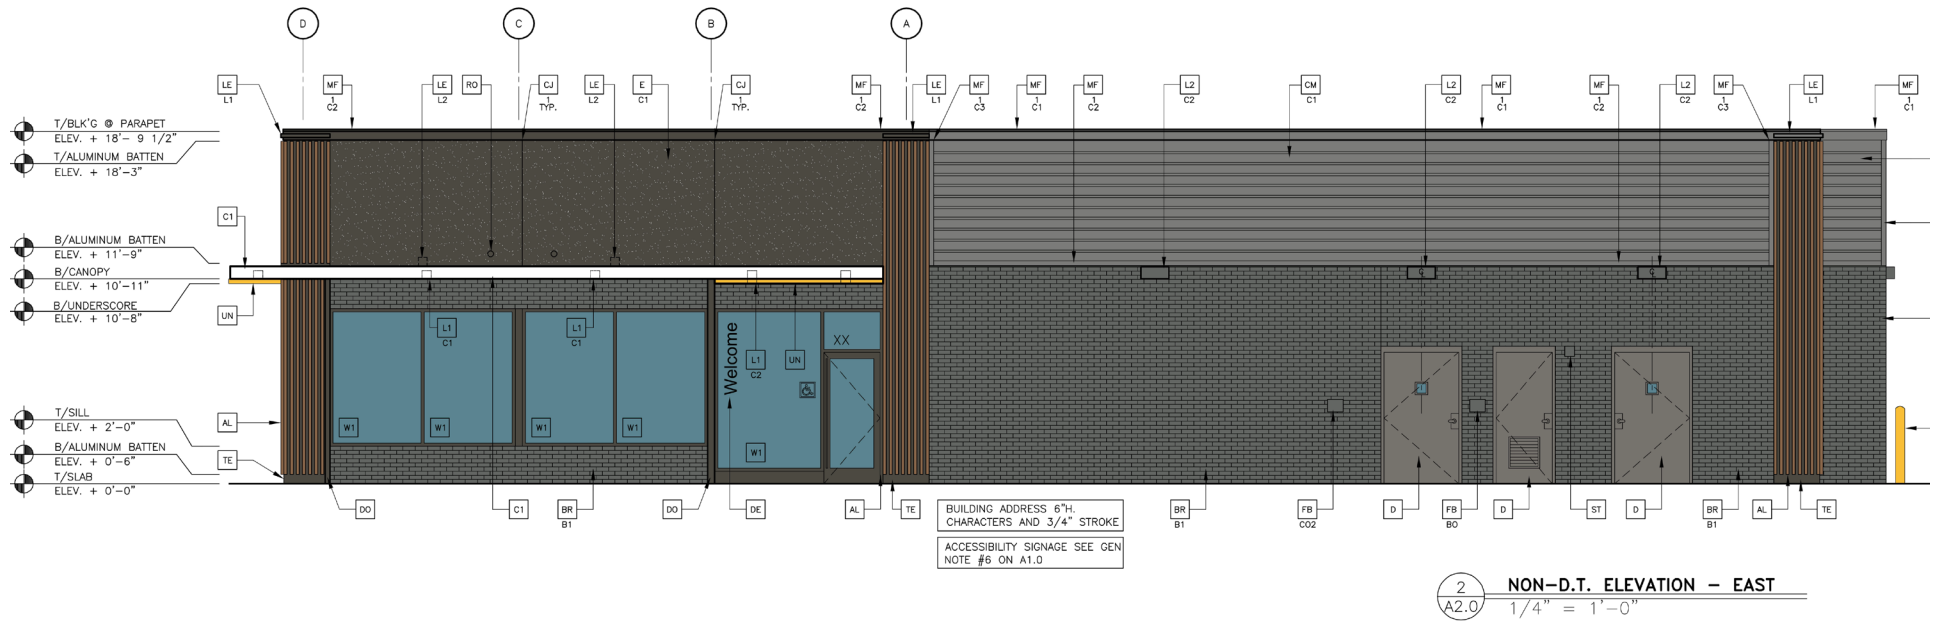 D
C
B
A
LE
L1
MF
1
C2
LE
L2
RO
CJ
1
TYP.
LE
L2
E
C1
CJ
1
TYP.
MF
1
C2
LE
L1
MF
1
C3
MF
1
C1
MF
1
C2
L2
C2
CM
C1
L2
C2
MF
1
C1
MF
1
C2
L2
C2
MF
1
C3
LE
L1
MF
1
C1
T/BLK'G @ PARAPET
ELEV. + 18'- 9 1/2"
T/ALUMINUM BATTEN
ELEV. + 18'-3"
C1
B/ALUMINUM BATTEN
ELEV. + 11'-9"
B/CANOPY
ELEV. + 10'-11"
B/UNDERSCORE
ELEV. + 10'-8"
UN
L1
C1
L1
C1
Welcome
L1
C2
UN
XX
T/SILL
ELEV. + 2'-0"
B/ALUMINUM BATTEN
ELEV. + 0'-6"
T/SLAB
ELEV. + 0'-0"
AL
TE
W1
W1
W1
W1
W1
DO
C1
BR
B1
DO
DE
AL
TE
BUILDING ADDRESS 6"H.
CHARACTERS AND 3/4" STROKE
ACCESSIBILITY SIGNAGE SEE GEN
NOTE #6 ON A1.0
BR
B1
FB
CO2
D
FB
BO
D
ST
D
BR
B1
AL
TE
2
A2.0
NON-D.T. ELEVATION - EAST
1/4" = 1'-0"